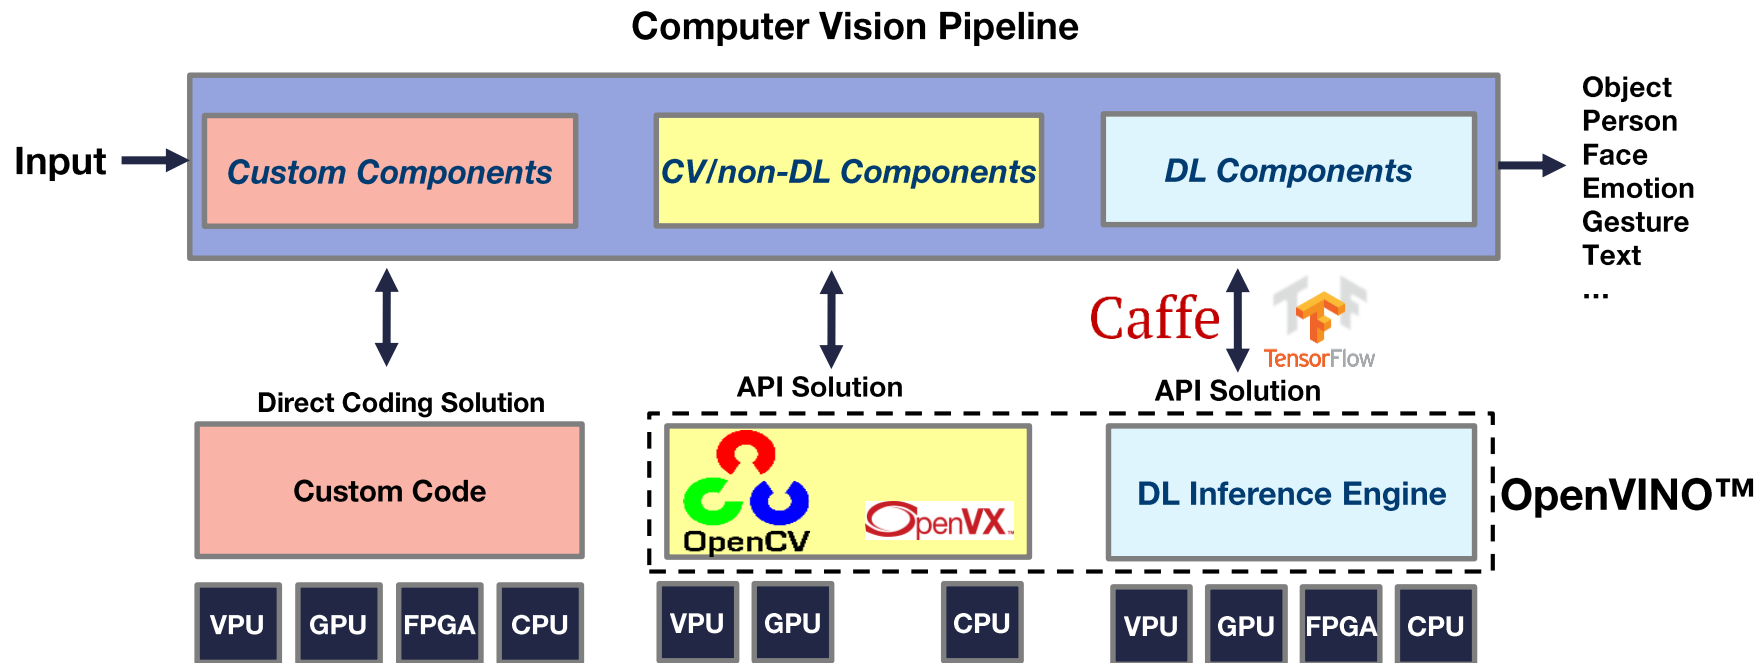 Computer Vision Pipeline
Input
Custom Components
CV/non-DL Components
DL Components
Object
Person
Face
Emotion
Gesture
Text
...
Caffe
TensorFlow
Direct Coding Solution
API Solution
API Solution
Custom Code
OpenCV
OpenVX™
DL Inference Engine
OpenVINO™
VPU
GPU
FPGA
CPU
VPU
GPU
CPU
VPU
GPU
FPGA
CPU